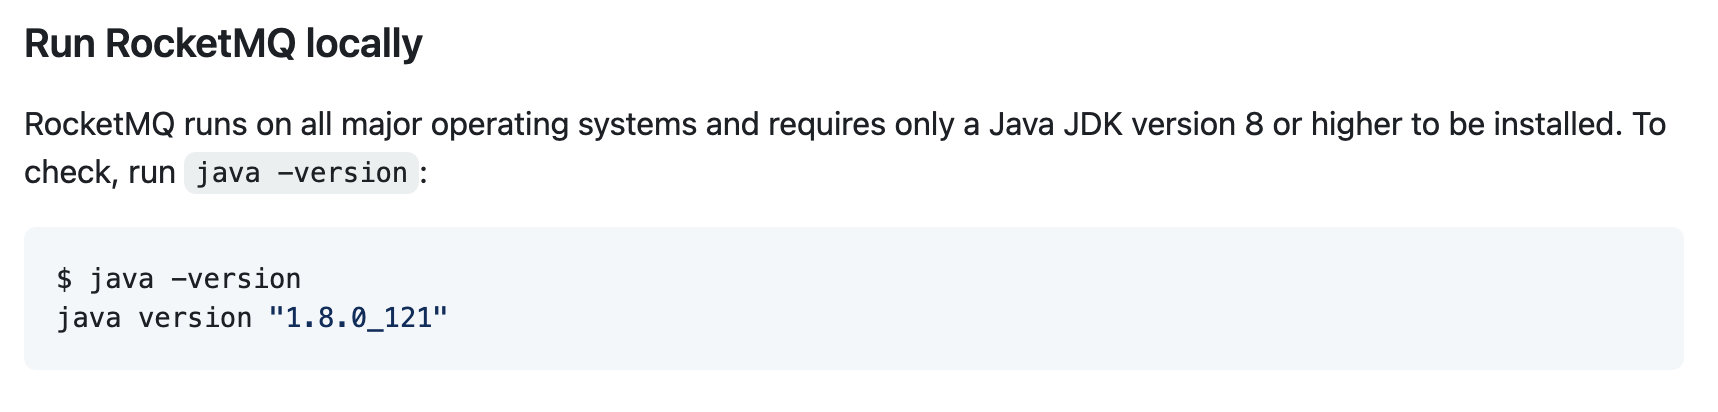 Run RocketMQ locally
RocketMQ runs on all major operating systems and requires only a Java JDK version 8 or higher to be installed. To
check, run java -version:
$ java -version
java version "1.8.0_121"